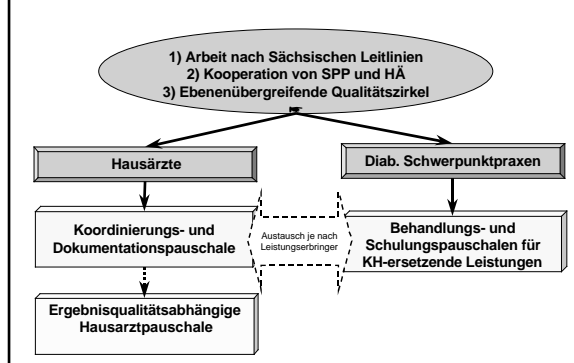 1) Arbeit nach Sächsischen Leitlinien
2) Kooperation von SPP und HÄ
3) Ebenenübergreifende Qualitätszirkel
Hausärzte
Diab. Schwerpunktpraxen
Koordinierungs- und
Dokumentationspauschale
Austausch je nach
Leistungserbringer
Behandlungs- und
Schulungspauschalen für
KH-ersetzende Leistungen
Ergebnisqualitätsabhängige
Hausarztpauschale